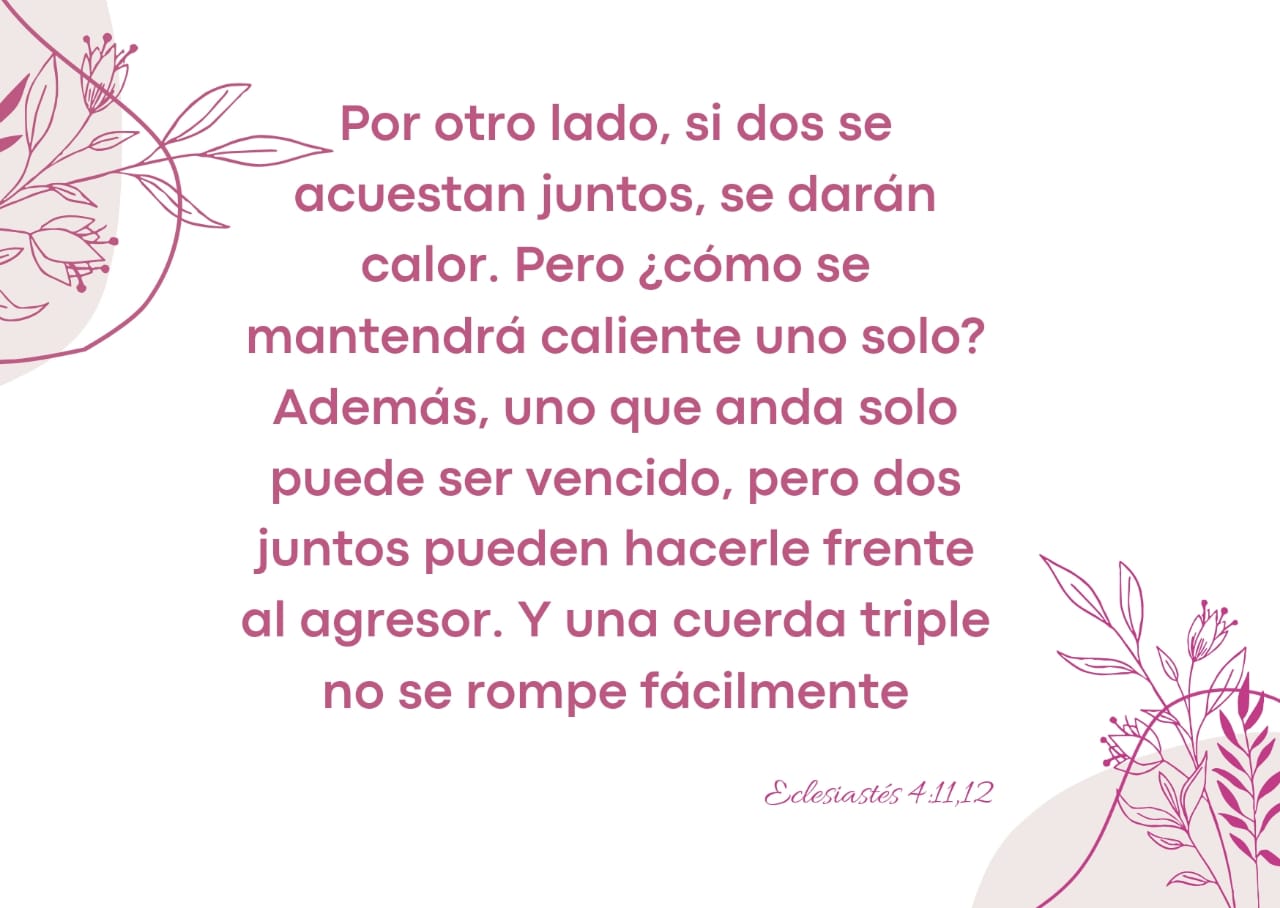 Por otro lado, si dos se
acuestan juntos, se darán
calor. Pero ¿cómo se
mantendrá caliente uno solo?
Además, uno que anda solo
puede ser vencido, pero dos
juntos pueden hacerle frente
al agresor. Y una cuerda triple
no se rompe fácilmente
Eclesiastés 4:11,12